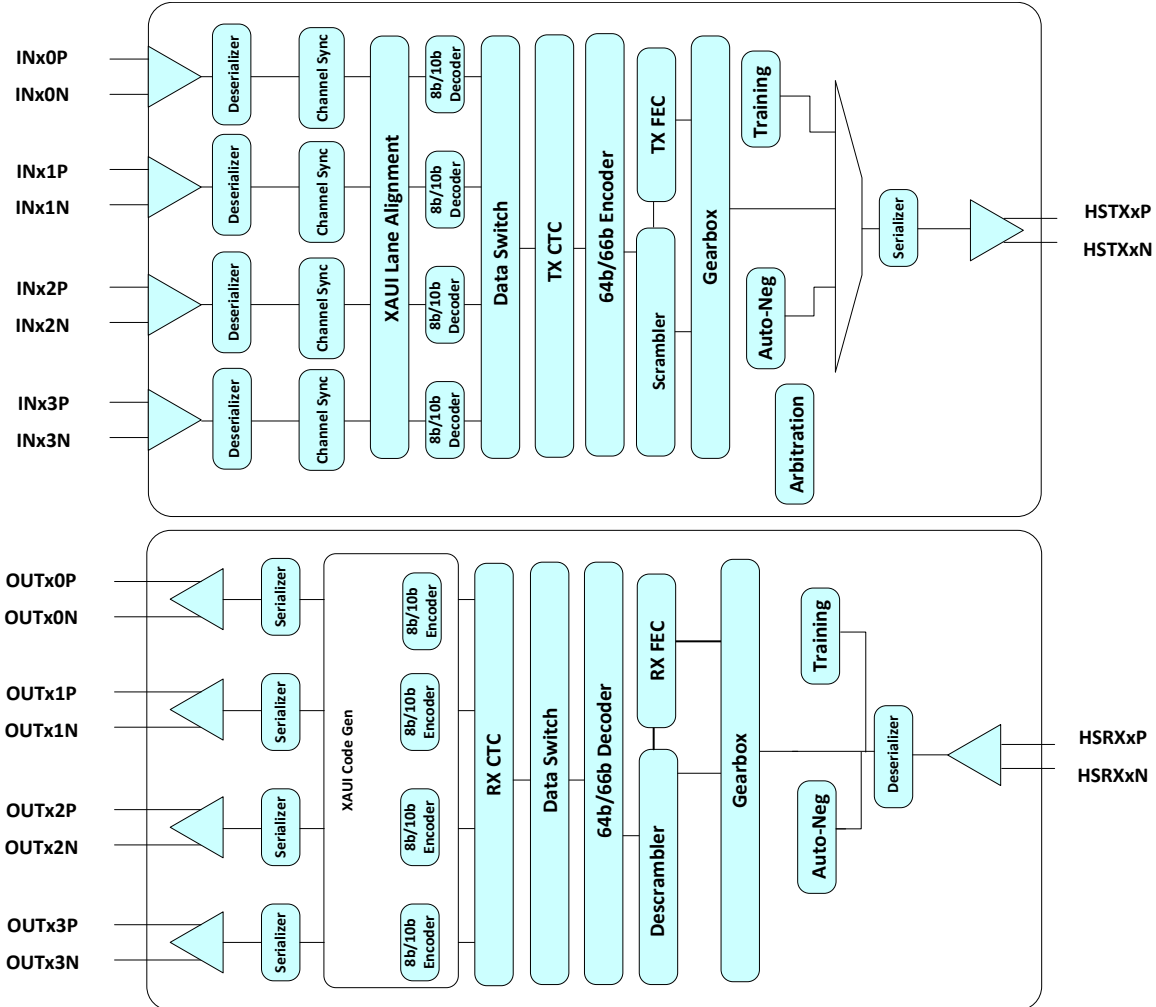 INx0P
INx0N
INx1P
INx1N
INx2P
INx2N
INx3P
INx3N
Deserializer
Deserializer
Deserializer
Deserializer
Channel Sync
Channel Sync
Channel Sync
Channel Sync
XAUI Lane Alignment
8b/10b
Decoder
8b/10b
Decoder
8b/10b
Decoder
8b/10b
Decoder
Data Switch
TX CTC
64b/66b Encoder
TX FEC
Scrambler
Gearbox
Training
Auto-Neg
Arbitration
Serializer
HSTXxP
HSTXxN
OUTx0P
OUTx0N
OUTx1P
OUTx1N
OUTx2P
OUTx2N
OUTx3P
OUTx3N
Serializer
Serializer
Serializer
Serializer
XAUI Code Gen
8b/10b
Encoder
8b/10b
Encoder
8b/10b
Encoder
8b/10b
Encoder
RX CTC
Data Switch
64b/66b Decoder
RX FEC
Descrambler
Gearbox
Training
Auto-Neg
Deserializer
HSRXxP
HSRXxN